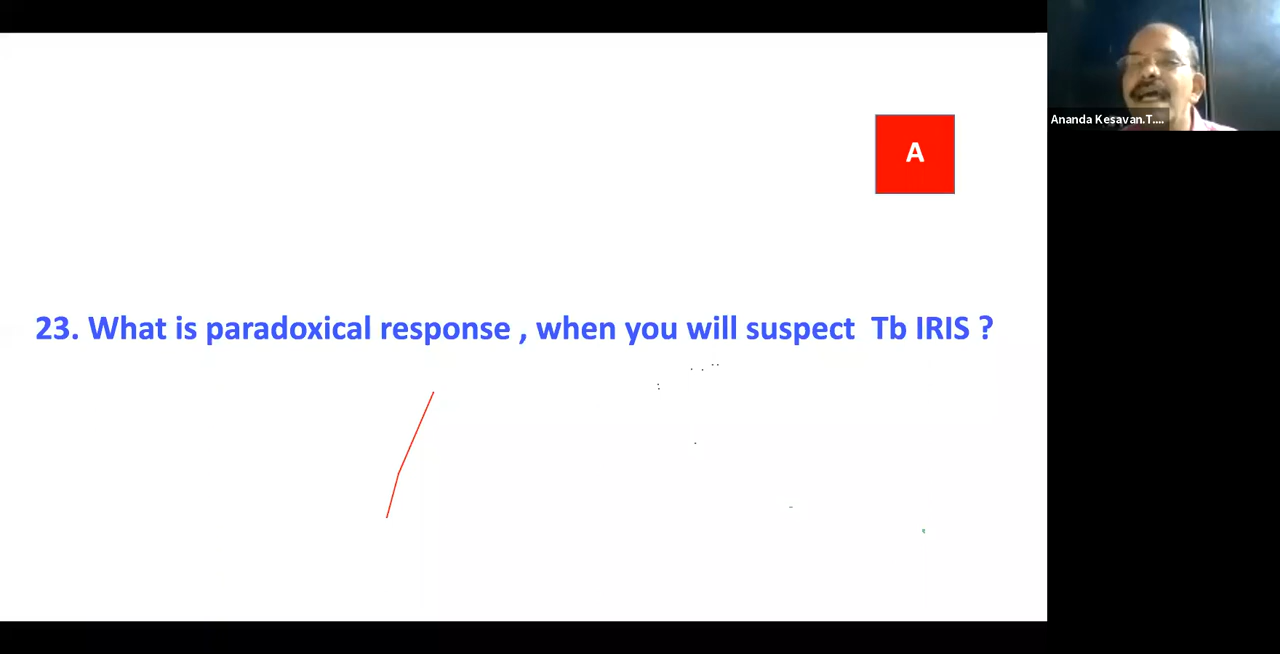 A
Ananda Kesavan.T....
23. What is paradoxical response , when you will suspect Tb IRIS ?